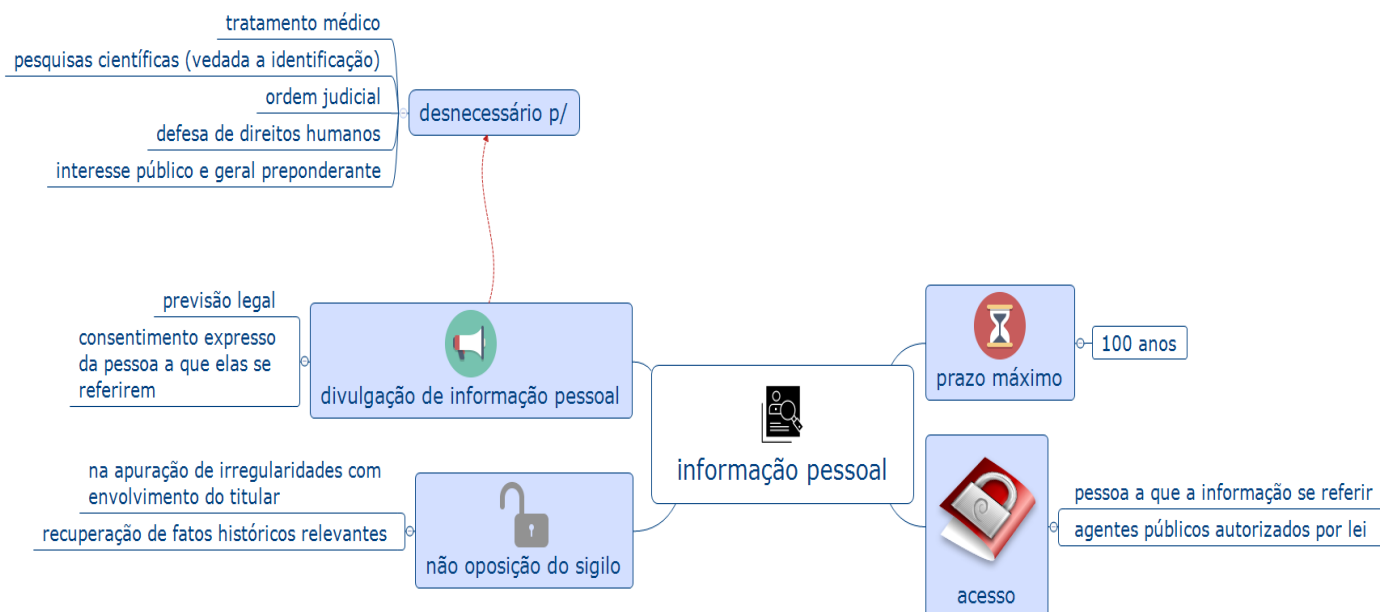 tratamento médico
pesquisas científicas (vedada a identificação)
ordem judicial
defesa de direitos humanos
interesse público e geral preponderante
desnecessário p/
previsão legal
consentimento expresso
da pessoa a que elas se
referirem
divulgação de informação pessoal
na apuração de irregularidades com
envolvimento do titular
recuperação de fatos históricos relevantes
não oposição do sigilo
informação pessoal
prazo máximo
100 anos
acesso
pessoa a que a informação se referir
agentes públicos autorizados por lei